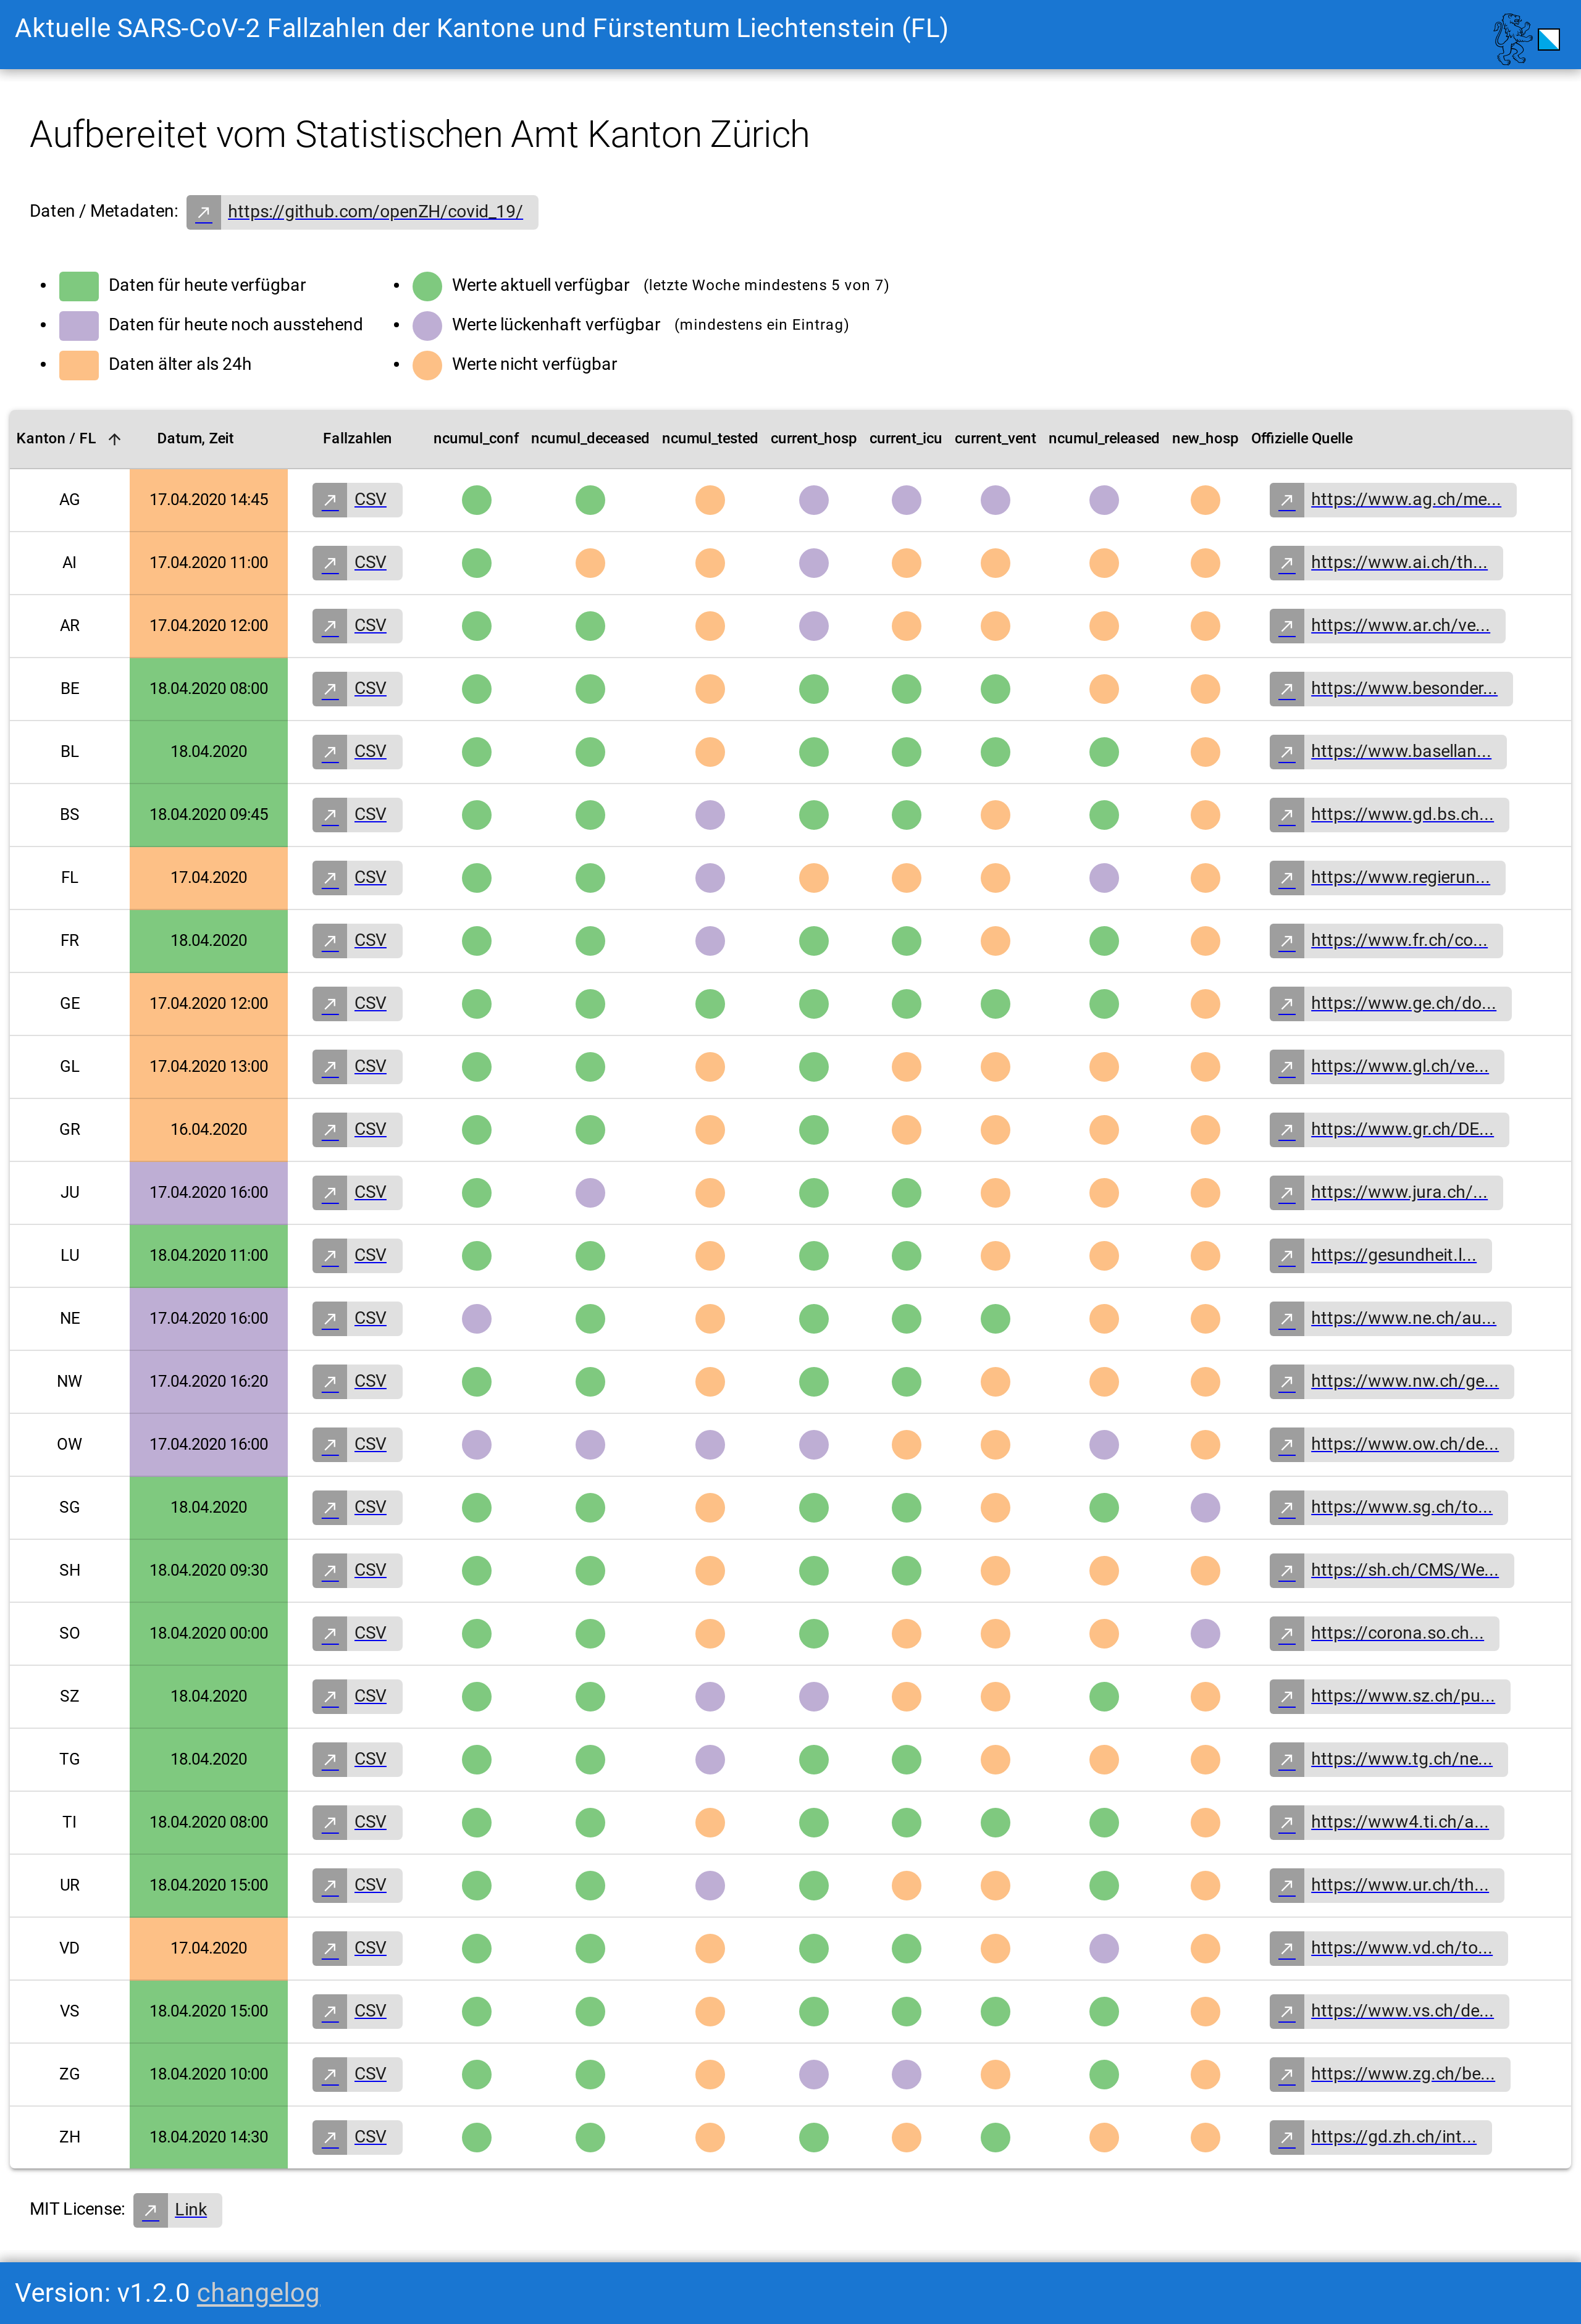 Aktuelle SARS-CoV-2 Fallzahlen der Kantone und Fürstentum Liechtenstein (FL)
Aufbereitet vom Statistischen Amt Kanton Zürich
Daten / Metadaten: https://github.com/openZH/covid_19/
Daten für heute verfügbar
Daten für heute noch ausstehend
Daten älter als 24h
Werte aktuell verfügbar (letzte Woche mindestens 5 von 7)
Werte lückenhaft verfügbar (mindestens ein Eintrag)
Werte nicht verfügbar
Kanton / FL Datum, Zeit Fallzahlen ncumul_conf ncumul_deceased ncumul_tested current_hosp current_icu current_vent ncumul_released new_hosp Offizielle Quelle
AG 17.04.2020 14:45 CSV https://www.ag.ch/me...
AI 17.04.2020 11:00 CSV https://www.ai.ch/th...
AR 17.04.2020 12:00 CSV https://www.ar.ch/ve...
BE 18.04.2020 08:00 CSV https://www.besonder...
BL 18.04.2020 CSV https://www.basellan...
BS 18.04.2020 09:45 CSV https://www.gd.bs.ch...
FL 17.04.2020 CSV https://www.regierun...
FR 18.04.2020 CSV https://www.fr.ch/co...
GE 17.04.2020 12:00 CSV https://www.ge.ch/do...
GL 17.04.2020 13:00 CSV https://www.gl.ch/ve...
GR 16.04.2020 CSV https://www.gr.ch/DE...
JU 17.04.2020 16:00 CSV https://www.jura.ch/...
LU 18.04.2020 11:00 CSV https://gesundheit.l...
NE 17.04.2020 16:00 CSV https://www.ne.ch/au...
NW 17.04.2020 16:20 CSV https://www.nw.ch/ge...
OW 17.04.2020 16:00 CSV https://www.ow.ch/de...
SG 18.04.2020 CSV https://www.sg.ch/to...
SH 18.04.2020 09:30 CSV https://sh.ch/CMS/We...
SO 18.04.2020 00:00 CSV https://corona.so.ch...
SZ 18.04.2020 CSV https://www.sz.ch/pu...
TG 18.04.2020 CSV https://www.tg.ch/ne...
TI 18.04.2020 08:00 CSV https://www4.ti.ch/a...
UR 18.04.2020 15:00 CSV https://www.ur.ch/th...
VD 17.04.2020 CSV https://www.vd.ch/to...
VS 18.04.2020 15:00 CSV https://www.vs.ch/de...
ZG 18.04.2020 10:00 CSV https://www.zg.ch/be...
ZH 18.04.2020 14:30 CSV https://gd.zh.ch/int...
MIT License: Link
Version: v1.2.0 changelog